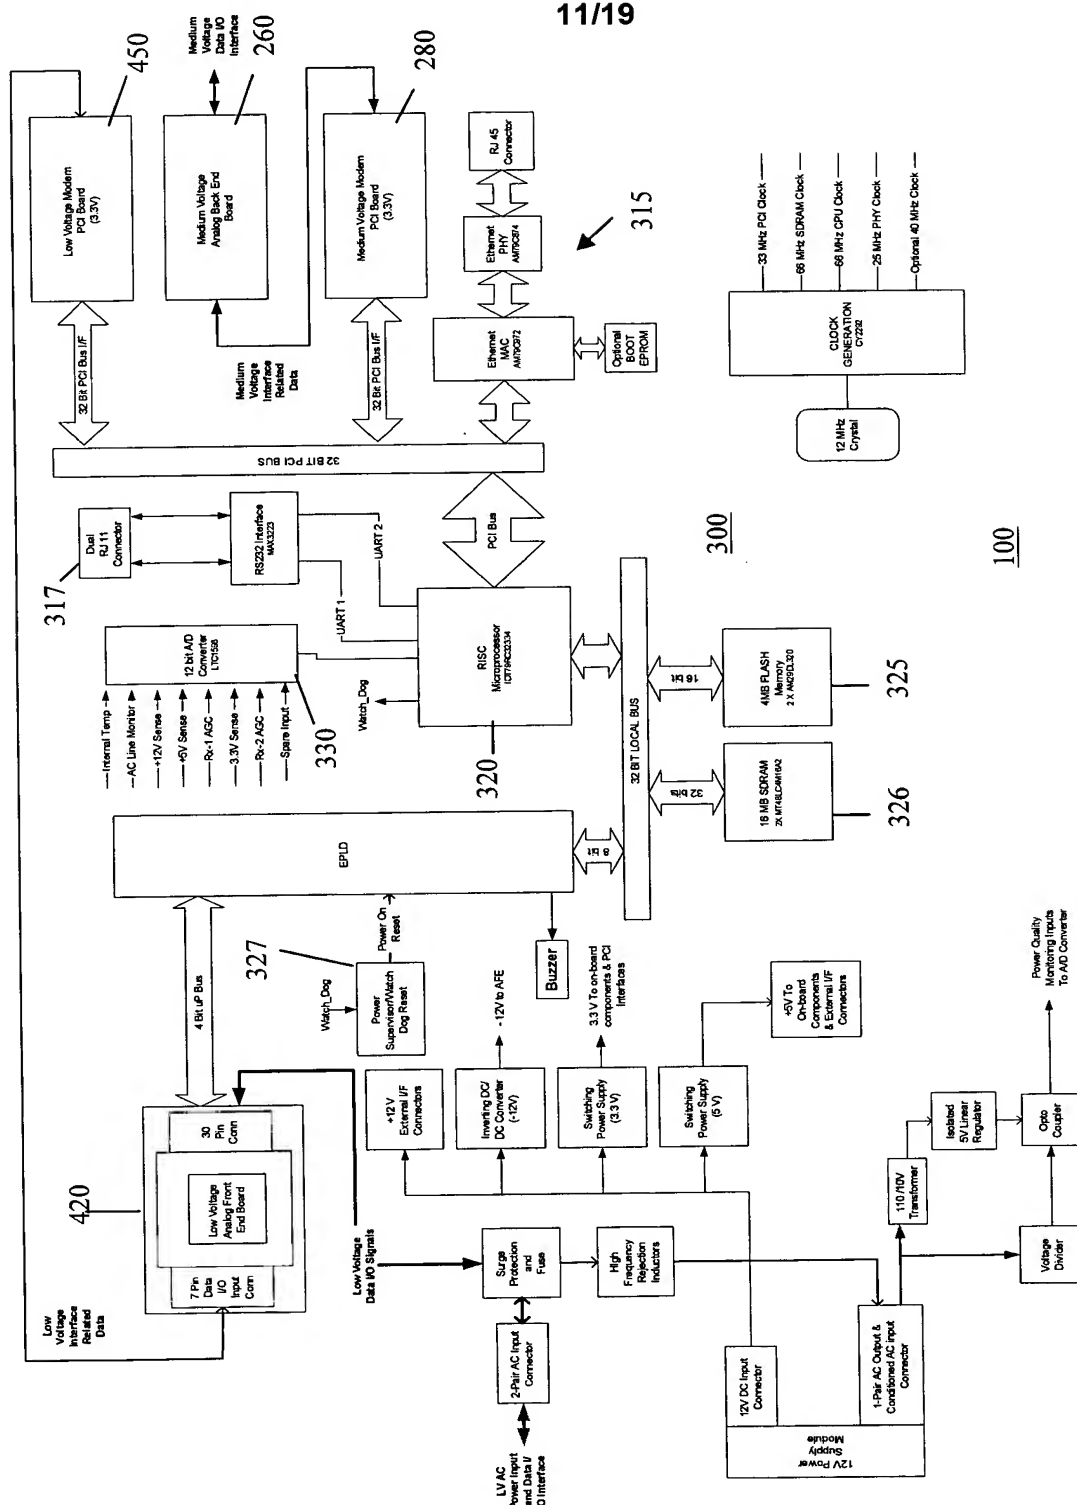 11/19
Low Voltage Modem
PCI Board
(3.3V)
450
Medium
Voltage
Data I/O
Interface
Medium Voltage
Analog Back End
Board
260
Medium Voltage Modem
PCI Board
(3.3V)
280
RJ 45
Connector
Ethernet
PHY
AM79C874
315
Ethernet
MAC
AM79C972
Optional
BOOT
EPROM
32 Bit PCI Bus I/F
32 Bit PCI Bus I/F
Medium
Voltage
Interface
Related
Data
32 BIT PCI BUS
33 MHz PCI Clock
66 MHz SDRAM Clock
66 MHz CPU Clock
25 MHz PHY Clock
Optional 40 MHz Clock
CLOCK
GENERATION
CY2292
12 MHz
Crystal
Dual
RJ 11
Connector
317
RS232 Interface
MAX3223
UART 1
UART 2
PCI Bus
12 bit A/D
Converter
330
Internal Temp
AC Line Monitor
+12V Sense
+5V Sense
Rx-1 AGC
3.3V Sense
Rx-2 AGC
Spare Input
Watch_Dog
RISC
Microprocessor
IDT79RC32334
320
300
100
32 BIT LOCAL BUS
16 bit
4MB FLASH
Memory
2 X AM29DL320
325
32 bits
16 MB SDRAM
2X MT48LC4M16A2
326
EPLD
8 bit
4 Bit uP Bus
Power On
Reset
327
Watch_Dog
Power
Supervisor/Watch
Dog Reset
Buzzer
420
30
Pin
Conn
Low Voltage
Analog Front
End Board
7 Pin
Data
I/O
Input
Conn
Low
Voltage
Interface
Related
Data
Low Voltage
Data I/O Signals
+12 V
External I/F
Connectors
Inverting DC/
DC Converter
(-12V)
- 12V to AFE
Switching
Power Supply
(3.3 V)
3.3 V To on-board
components & PCI
Interfaces
Switching
Power Supply
(5 V)
+5V To
On-board
Components
& External I/F
Connectors
Surge
Protection
and
Fuse
High
Frequency
Rejection
Inductors
2-Pair AC Input
Connector
LV AC
Power Input
and Data I/
O Interface
12V DC Input
Connector
1-Pair AC Output &
Conditioned AC input
Connector
12V Power
Supply
Module
110 /10V
Transformer
Isolated
5V Linear
Regulator
Opto
Coupler
Voltage
Divider
Power Quality
Monitoring Inputs
To A/D Converter